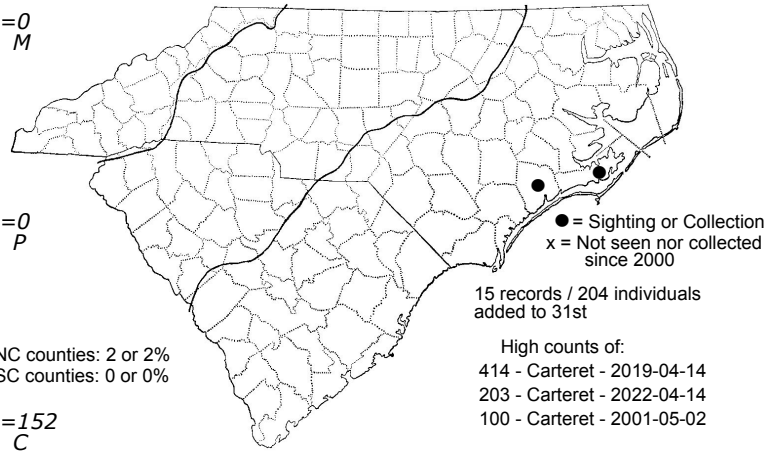 =0
M
=0
P
● = Sighting or Collection
x = Not seen nor collected
since 2000
15 records / 204 individuals
added to 31st
NC counties: 2 or 2%
SC counties: 0 or 0%
High counts of:
414 - Carteret - 2019-04-14
203 - Carteret - 2022-04-14
100 - Carteret - 2001-05-02
=152
C